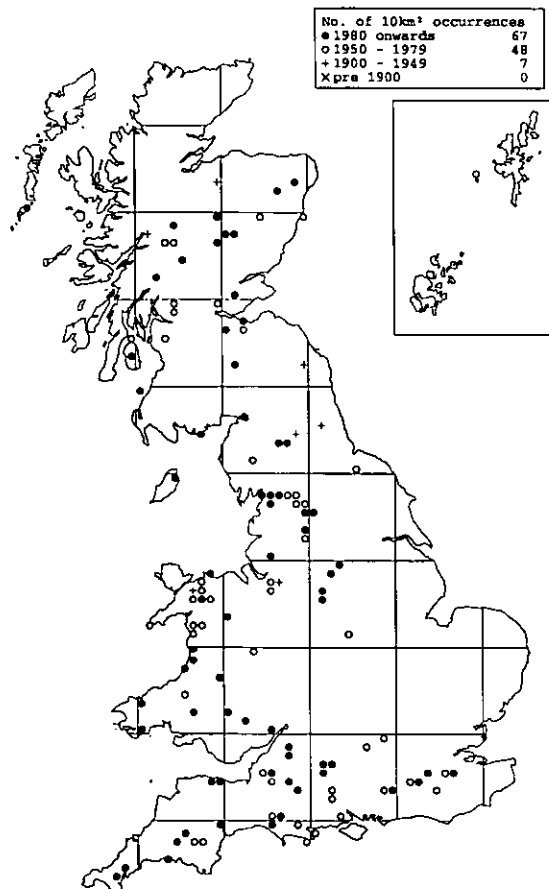 No. of 10km² occurrences
● 1980 onwards 67
○ 1950 - 1979 48
+ 1900 - 1949 7
× pre 1900 0